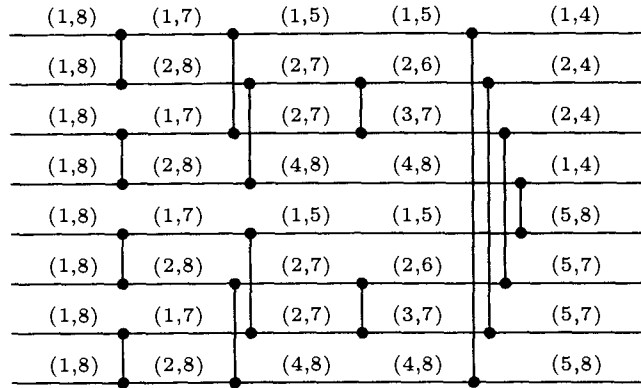 (1,8) (1,7) (1,5) (1,5) (1,4)
(1,8) (2,8) (2,7) (2,6) (2,4)
(1,8) (1,7) (2,7) (3,7) (2,4)
(1,8) (2,8) (4,8) (4,8) (1,4)
(1,8) (1,7) (1,5) (1,5) (5,8)
(1,8) (2,8) (2,7) (2,6) (5,7)
(1,8) (1,7) (2,7) (3,7) (5,7)
(1,8) (2,8) (4,8) (4,8) (5,8)